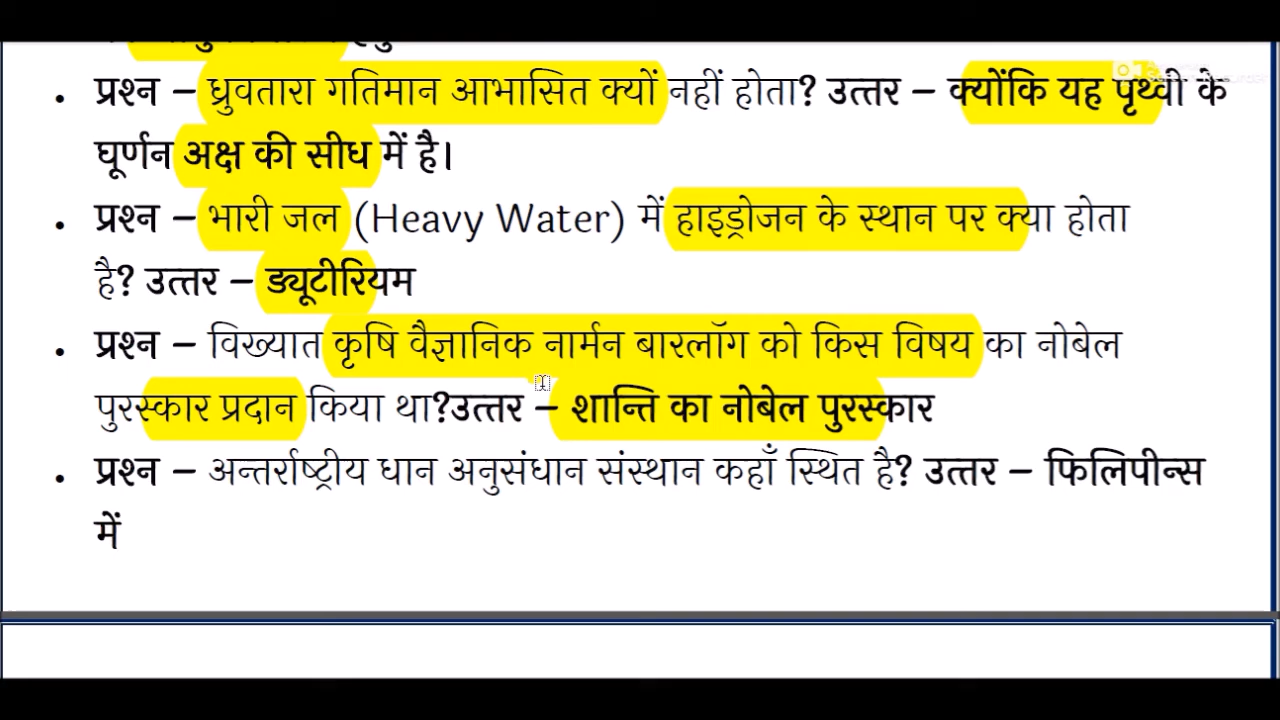 प्रश्न – ध्रुवतारा गतिमान आभासित क्यों नहीं होता? उत्तर – क्योंकि यह पृथ्वी के
घूर्णन अक्ष की सीध में है।
प्रश्न – भारी जल (Heavy Water) में हाइड्रोजन के स्थान पर क्या होता
है? उत्तर – ड्यूटीरियम
प्रश्न – विख्यात कृषि वैज्ञानिक नार्मन बारलॉग को किस विषय का नोबेल
पुरस्कार प्रदान किया था?उत्तर – शान्ति का नोबेल पुरस्कार
प्रश्न – अन्तर्राष्ट्रीय धान अनुसंधान संस्थान कहाँ स्थित है? उत्तर – फिलिपीन्स
में